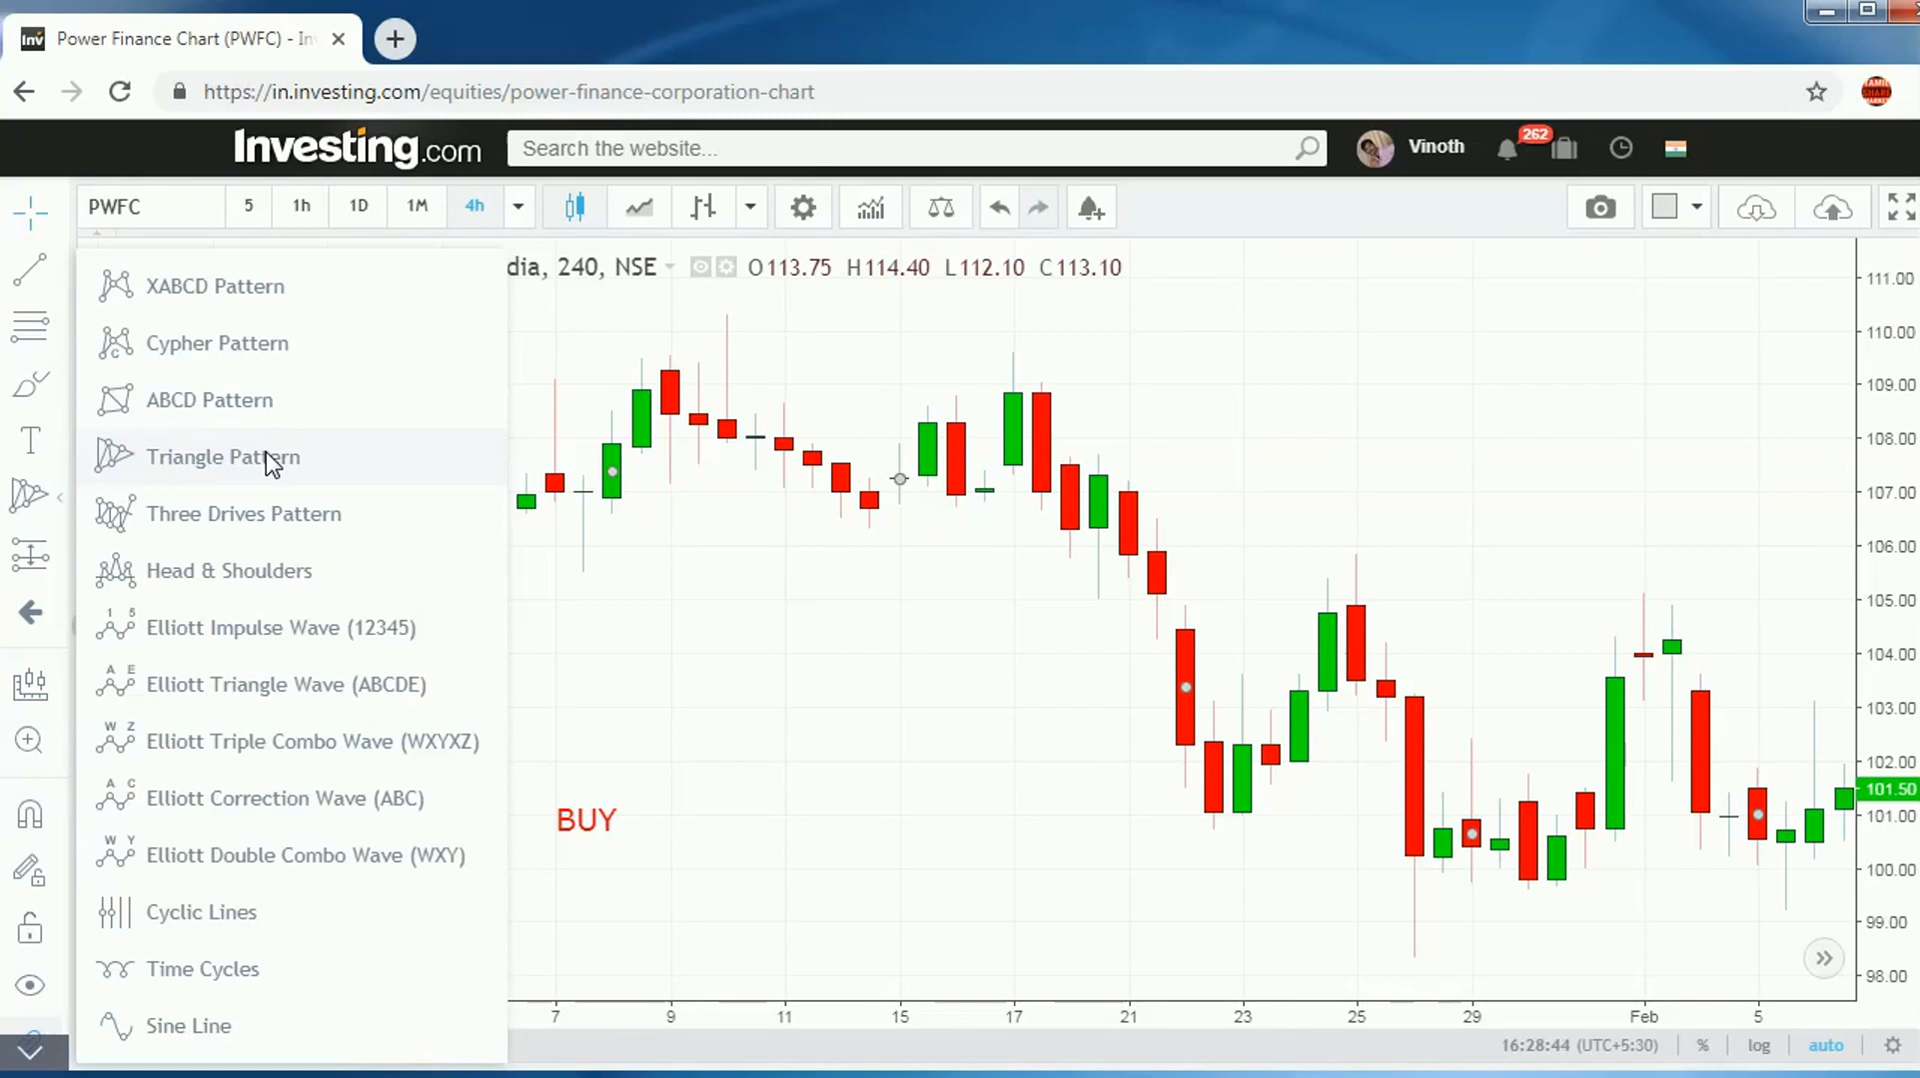 Inv Power Finance Chart (PWFC) - In
https://in.investing.com/equities/power-finance-corporation-chart
TAMIL SHARE MARKET
Investing.com Search the website... Vinoth 262
PWFC 5 1h 1D 1M 4h
dia, 240, NSE O113.75 H114.40 L112.10 C113.10
XABCD Pattern
Cypher Pattern
C
ABCD Pattern
Triangle Pattern
Three Drives Pattern
Head & Shoulders
1 5
Elliott Impulse Wave (12345)
A E
Elliott Triangle Wave (ABCDE)
W Z
Elliott Triple Combo Wave (WXYXZ)
A C
Elliott Correction Wave (ABC)
W Y
Elliott Double Combo Wave (WXY)
Cyclic Lines
Time Cycles
Sine Line
T
BUY
111.00
110.00
109.00
108.00
107.00
106.00
105.00
104.00
103.00
102.00
101.50
101.00
100.00
99.00
98.00
7 9 11 15 17 21 23 25 29 Feb 5
16:28:44 (UTC+5:30) % log auto